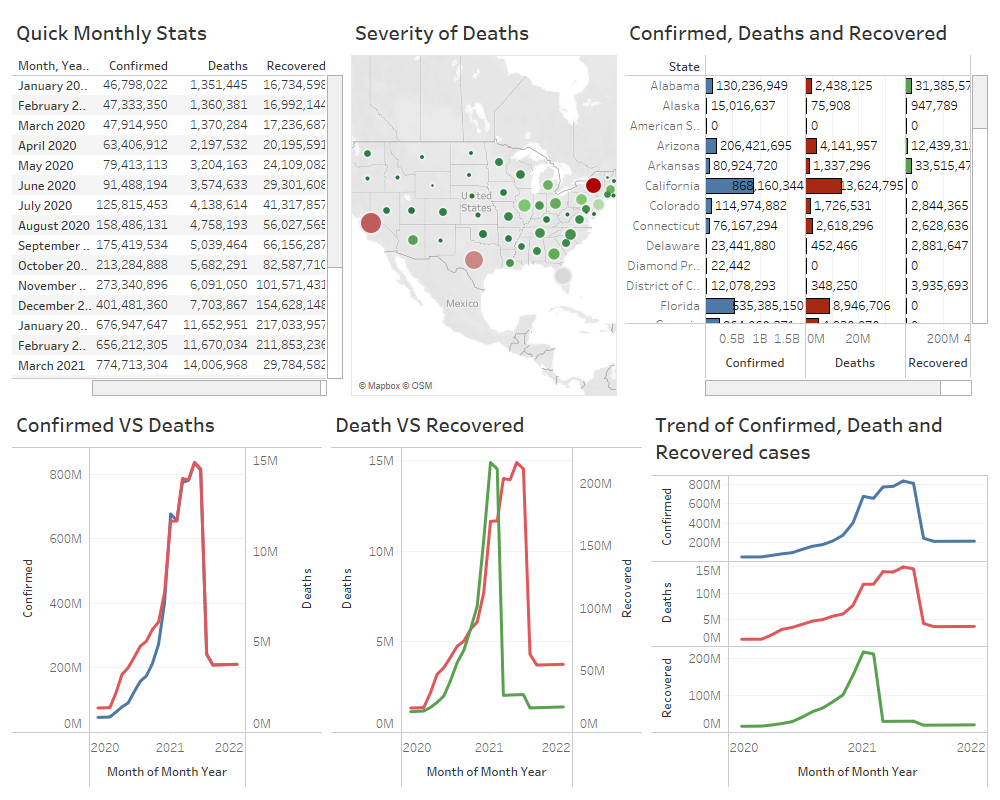 Quick Monthly Stats
Month, Yea.. Confirmed Deaths Recovered
January 20.. 46,798,022 1,351,445 16,734,598
February 2.. 47,333,350 1,360,381 16,992,144
March 2020 47,914,950 1,370,284 17,236,687
April 2020 63,406,912 2,197,532 20,195,591
May 2020 79,413,113 3,204,163 24,109,082
June 2020 91,488,194 3,574,633 29,301,608
July 2020 125,815,453 4,138,614 41,317,857
August 2020 158,486,131 4,758,193 56,027,565
September .. 175,419,534 5,039,464 66,156,287
October 20.. 213,284,888 5,682,291 82,587,710
November .. 273,340,896 6,091,050 101,571,431
December 2.. 401,481,360 7,703,867 154,628,148
January 20.. 676,947,647 11,652,951 217,033,957
February 2.. 656,212,305 11,670,034 211,853,236
March 2021 774,713,304 14,006,968 29,784,582
Severity of Deaths
United
States
Mexico
© Mapbox © OSM
Confirmed, Deaths and Recovered
State
Alabama 130,236,949 2,438,125 31,385,57
Alaska 15,016,637 75,908 947,789
American S.. 0 0 0
Arizona 206,421,695 4,141,957 12,439,31
Arkansas 80,924,720 1,337,296 33,515,47
California 868,160,344 13,624,795 0
Colorado 114,974,882 1,726,531 2,844,365
Connecticut 76,167,294 2,618,296 2,628,636
Delaware 23,441,880 452,466 2,881,647
Diamond Pr.. 22,442 0 0
District of C.. 12,078,293 348,250 3,935,693
Florida 535,385,150 8,946,706 0
0.5B 1B 1.5B 0M 20M 200M 4
Confirmed Deaths Recovered
Confirmed VS Deaths
800M
600M
400M
200M
0M
Confirmed
15M
10M
5M
0M
Deaths
2020 2021 2022
Month of Month Year
Death VS Recovered
15M
10M
5M
0M
Deaths
200M
150M
100M
50M
0M
Recovered
2020 2021 2022
Month of Month Year
Trend of Confirmed, Death and
Recovered cases
Confirmed
800M
600M
400M
200M
Deaths
15M
10M
5M
0M
Recovered
200M
100M
0M
2020 2021 2022
Month of Month Year